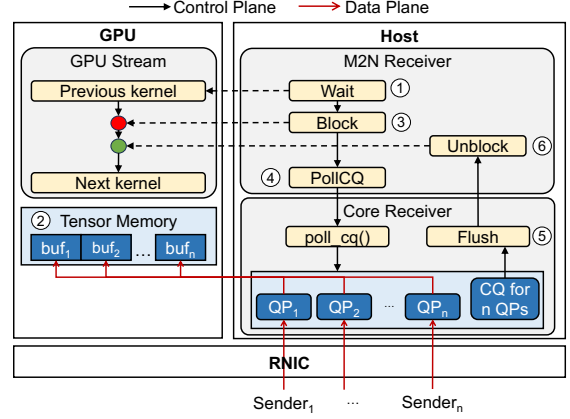 Control Plane
Data Plane
GPU
GPU Stream
Previous kernel
Next kernel
② Tensor Memory
buf₁ buf₂ ... bufₙ
Host
M2N Receiver
Wait ①
Block ③
Unblock ⑥
④ PollCQ
Core Receiver
poll_cq()
Flush ⑤
QP₁ QP₂ ... QPₙ
CQ for
n QPs
RNIC
Sender₁ ... Senderₙ